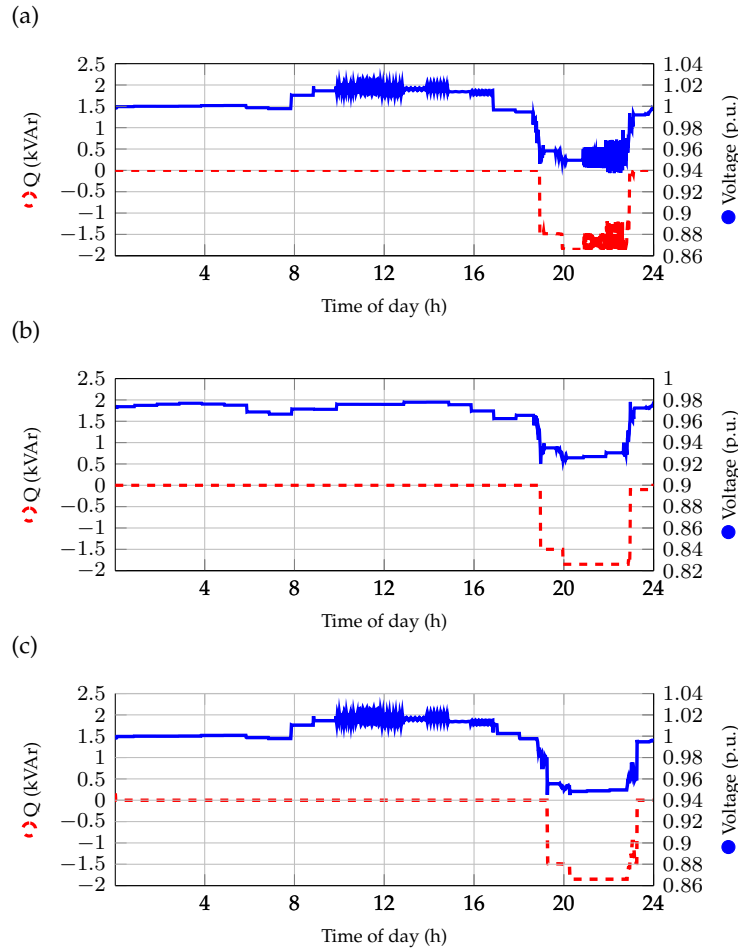 (a)
2.5 1.04
2 1.02
1.5 1
1 0.98
0.5 0.96
0 0.94
−0.5 0.92
−1 0.9
−1.5 0.88
−2 0.86
Q (kVAr)
Voltage (p.u.)
4 8 12 16 20 24
Time of day (h)
(b)
2.5 1
2 0.98
1.5 0.96
1 0.94
0.5 0.92
0 0.9
−0.5 0.88
−1 0.86
−1.5 0.84
−2 0.82
Q (kVAr)
Voltage (p.u.)
4 8 12 16 20 24
Time of day (h)
(c)
2.5 1.04
2 1.02
1.5 1
1 0.98
0.5 0.96
0 0.94
−0.5 0.92
−1 0.9
−1.5 0.88
−2 0.86
Q (kVAr)
Voltage (p.u.)
4 8 12 16 20 24
Time of day (h)